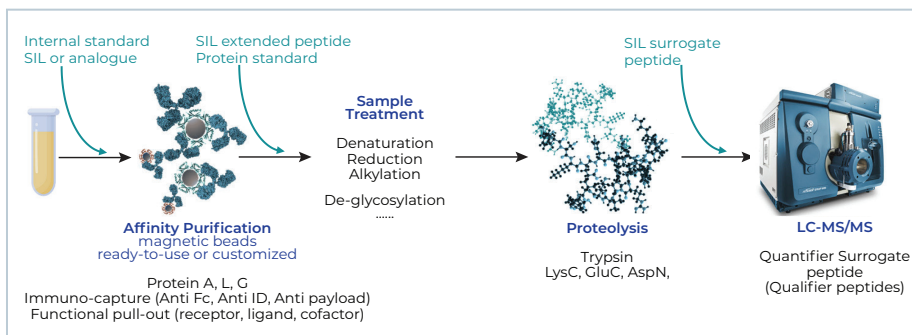 Internal standard
SIL or analogue
SIL extended peptide
Protein standard
SIL surrogate
peptide
Sample
Treatment
Denaturation
Reduction
Alkylation
De-glycosylation
......
Affinity Purification
magnetic beads
ready-to-use or customized
Protein A, L, G
Immuno-capture (Anti Fc, Anti ID, Anti payload)
Functional pull-out (receptor, ligand, cofactor)
Proteolysis
Trypsin
LysC, GluC, AspN,
LC-MS/MS
Quantifier Surrogate
peptide
(Qualifier peptides)